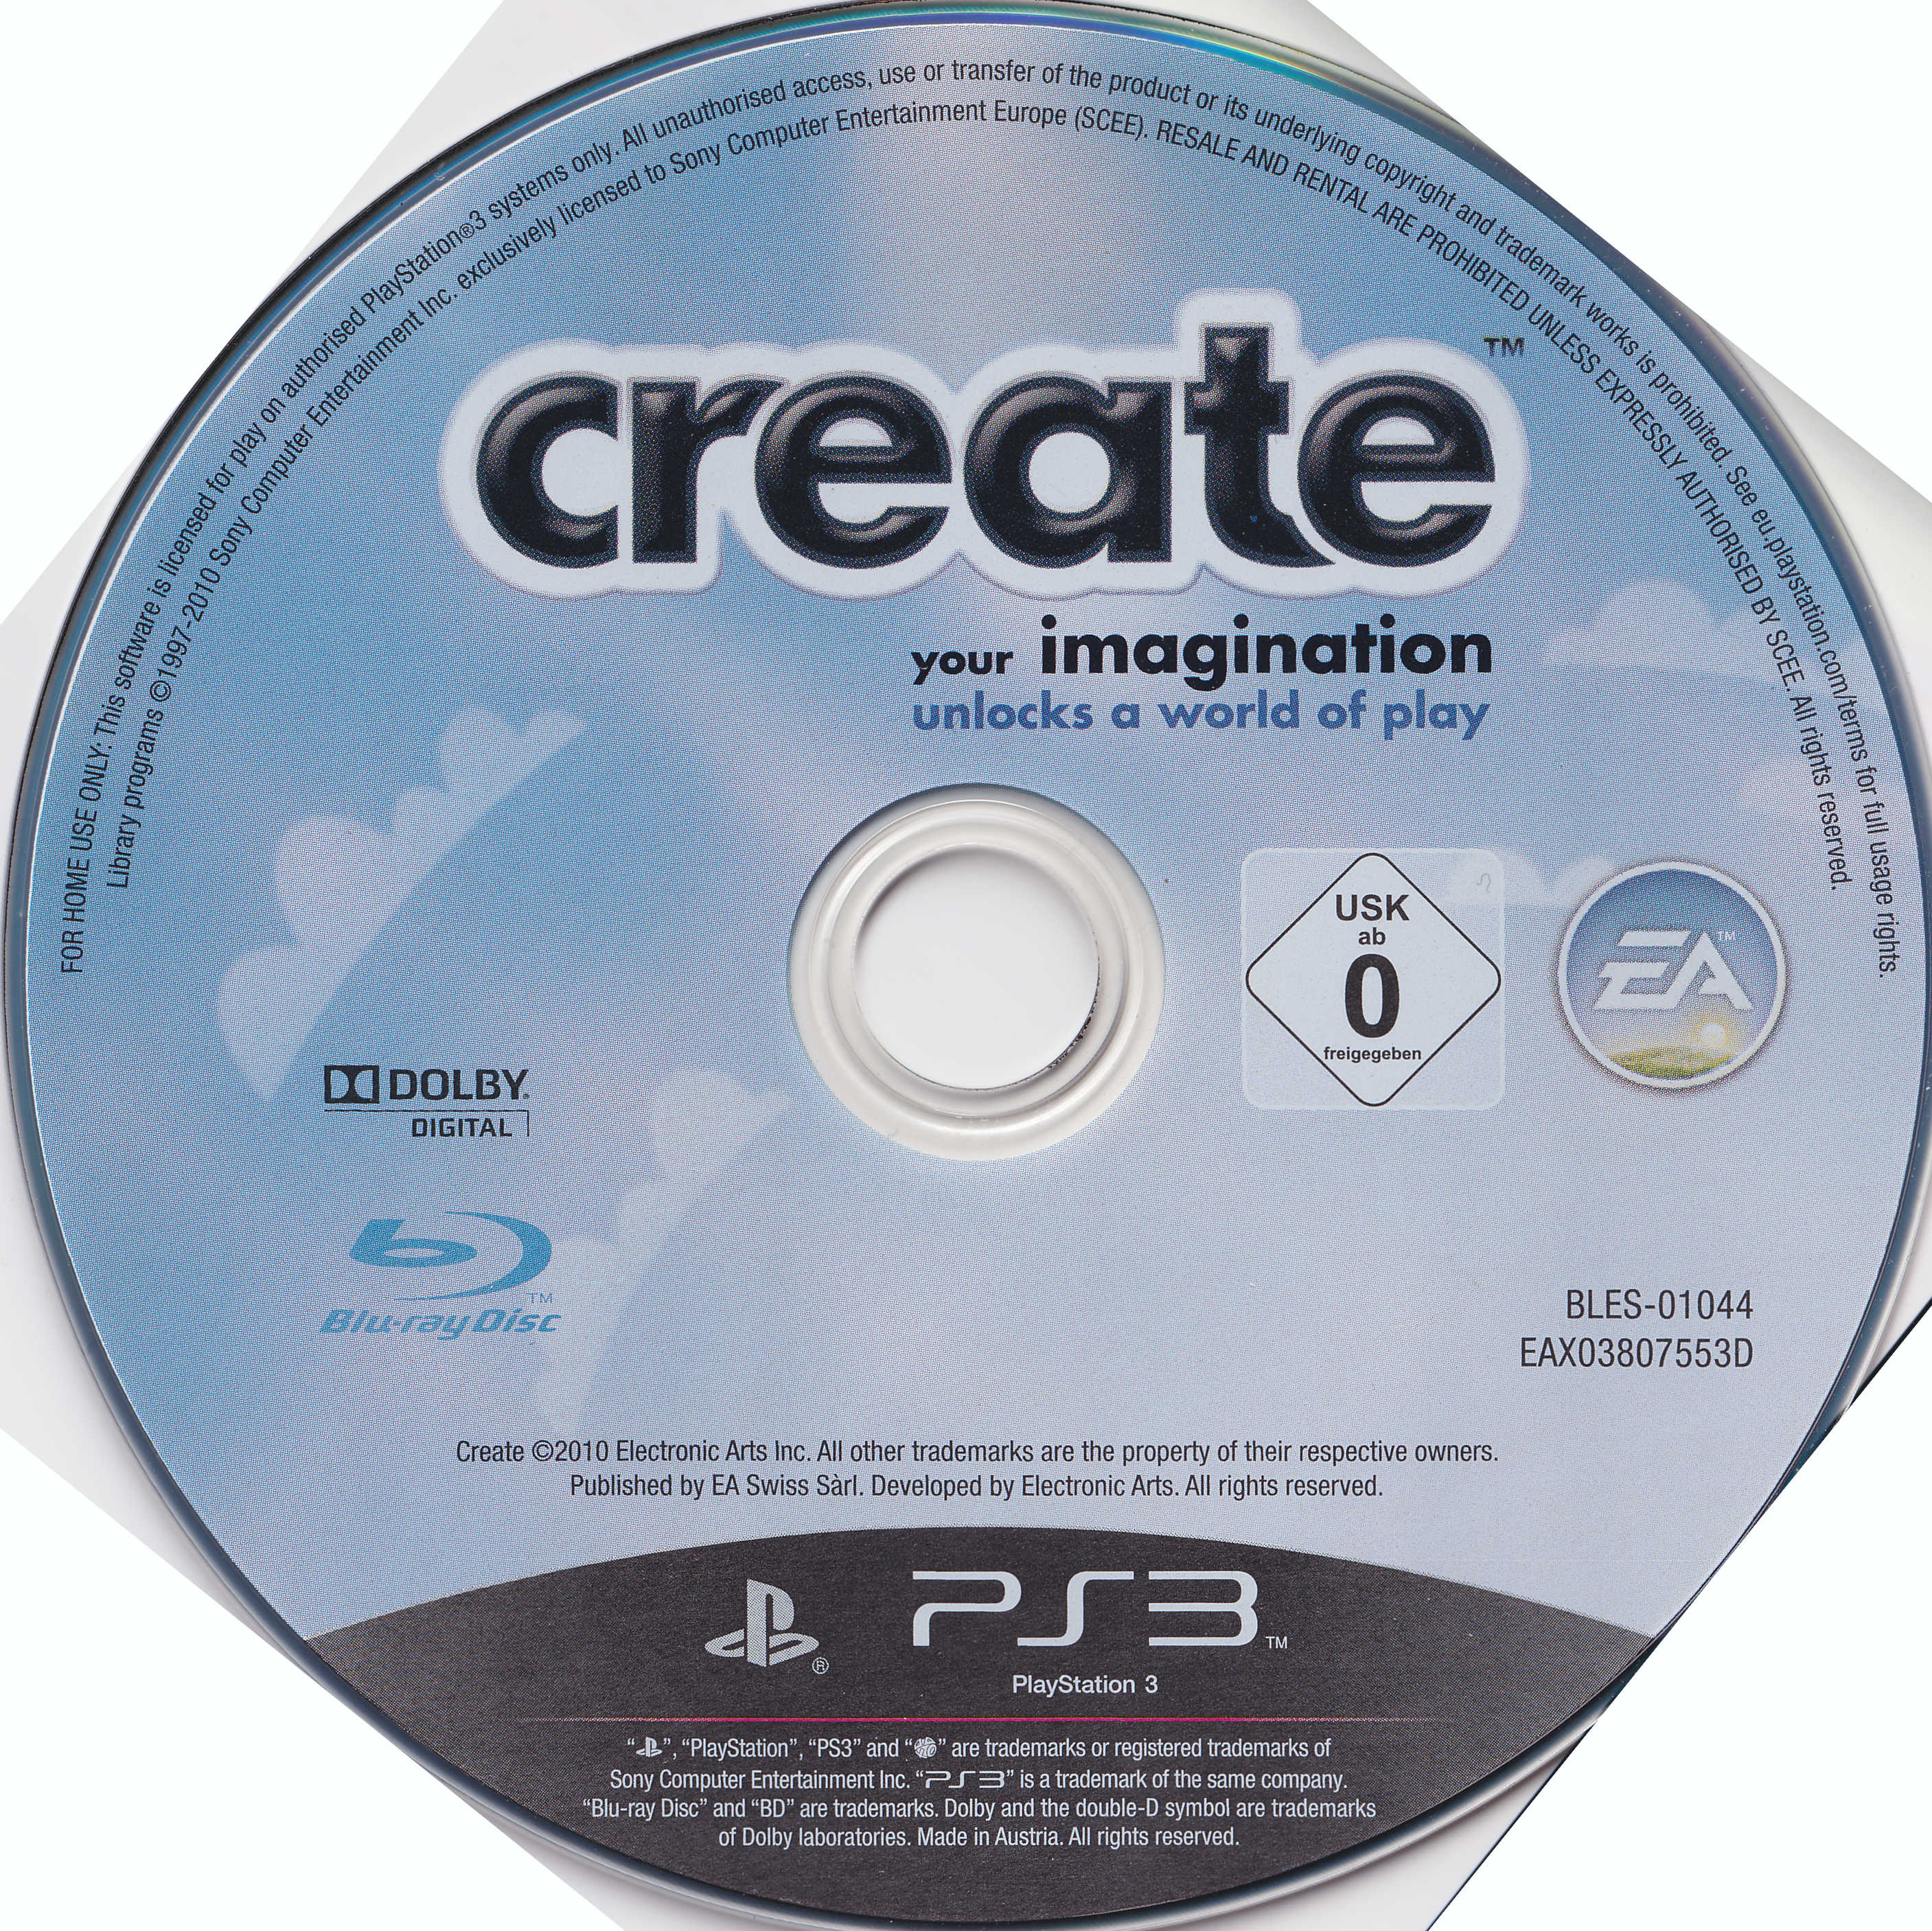 FOR HOME USE ONLY: This software is licensed for play on authorised PlayStation®3 systems only. All unauthorised access, use or transfer of the product or its underlying copyright and trademark works is prohibited. See eu.playstation.com/terms for full usage rights.
Library programs ©1997-2010 Sony Computer Entertainment Inc. exclusively licensed to Sony Computer Entertainment Europe (SCEE). RESALE AND RENTAL ARE PROHIBITED UNLESS EXPRESSLY AUTHORISED BY SCEE. All rights reserved.
create™
your imagination
unlocks a world of play
USK
ab
0
freigegeben
EA™
DOLBY®
DIGITAL
Blu-ray Disc™
BLES-01044
EAX03807553D
Create ©2010 Electronic Arts Inc. All other trademarks are the property of their respective owners.
Published by EA Swiss Sàrl. Developed by Electronic Arts. All rights reserved.
® PS3™
PlayStation 3
“ ”, “PlayStation”, “PS3” and “ ” are trademarks or registered trademarks of
Sony Computer Entertainment Inc. “PS3” is a trademark of the same company.
“Blu-ray Disc” and “BD” are trademarks. Dolby and the double-D symbol are trademarks
of Dolby laboratories. Made in Austria. All rights reserved.